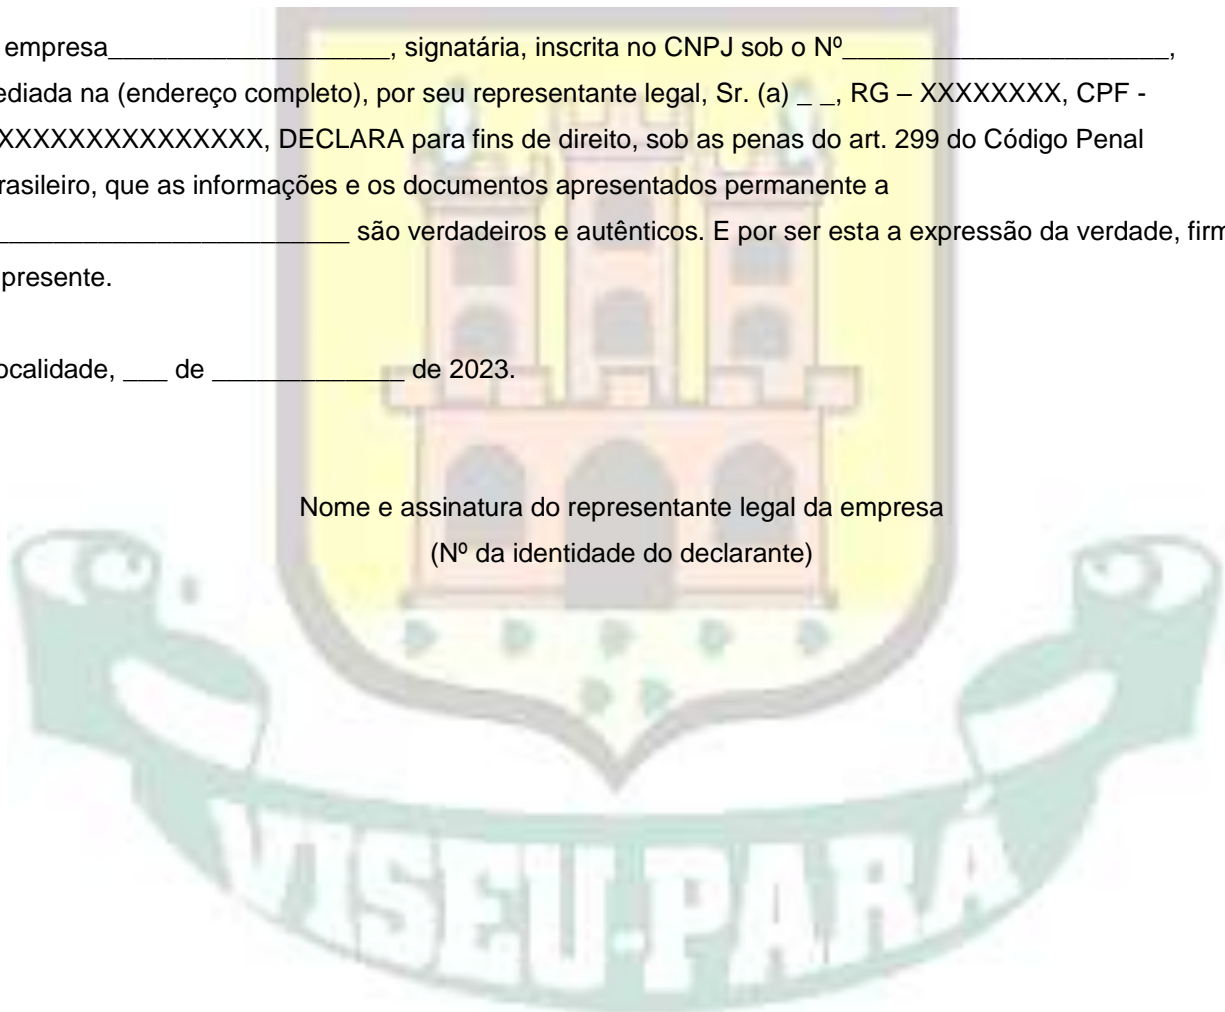 empresa___________________, signatária, inscrita no CNPJ sob o Nº______________________,
ediada na (endereço completo), por seu representante legal, Sr. (a) _ _, RG – XXXXXXXX, CPF -
XXXXXXXXXXXXXXXX, DECLARA para fins de direito, sob as penas do art. 299 do Código Penal
rasileiro, que as informações e os documentos apresentados permanente a
________________________ são verdadeiros e autênticos. E por ser esta a expressão da verdade, firm
presente.
ocalidade, ___ de _____________ de 2023.
Nome e assinatura do representante legal da empresa
(Nº da identidade do declarante)
VISEU-PARÁ